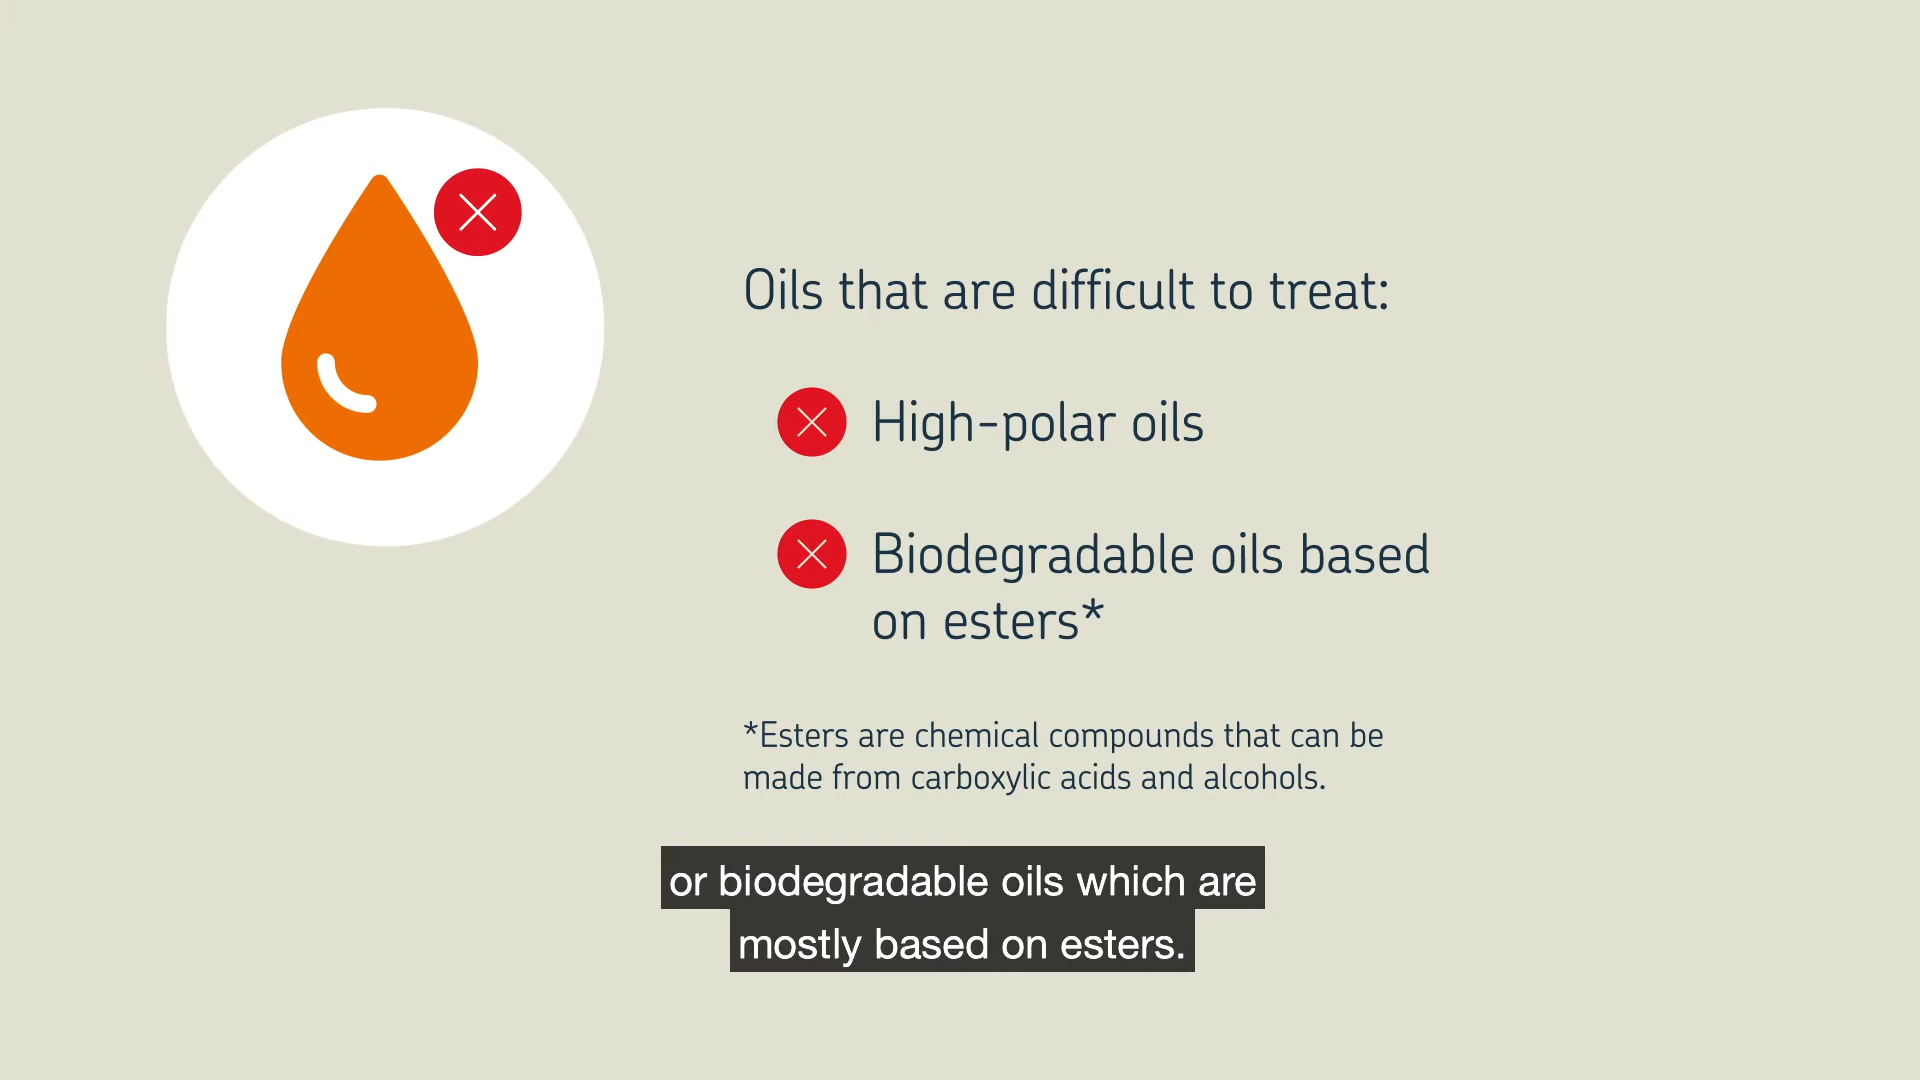 Oils that are difficult to treat:
High-polar oils
Biodegradable oils based
on esters*
*Esters are chemical compounds that can be
made from carboxylic acids and alcohols.
or biodegradable oils which are
mostly based on esters.